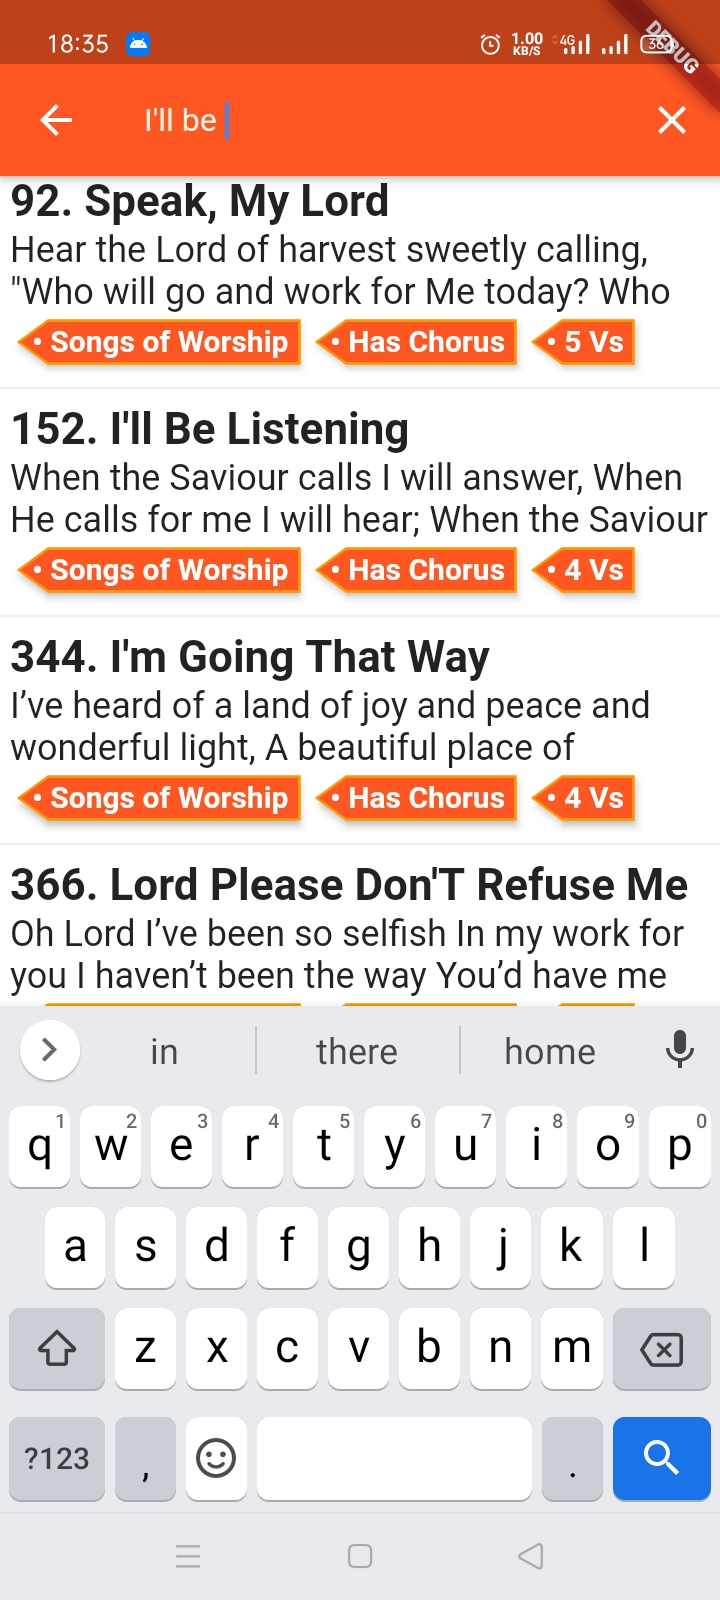 18:35
1.00
KB/S
4G
DEBUG
I'll be
92. Speak, My Lord
Hear the Lord of harvest sweetly calling,
"Who will go and work for Me today? Who
Songs of Worship Has Chorus 5 Vs
152. I'll Be Listening
When the Saviour calls I will answer, When
He calls for me I will hear; When the Saviour
Songs of Worship Has Chorus 4 Vs
344. I'm Going That Way
I’ve heard of a land of joy and peace and
wonderful light, A beautiful place of
Songs of Worship Has Chorus 4 Vs
366. Lord Please Don'T Refuse Me
Oh Lord I’ve been so selfish In my work for
you I haven’t been the way You’d have me
in there home
q 1 w 2 e 3 r 4 t 5 y 6 u 7 i 8 o 9 p 0
a s d f g h j k l
z x c v b n m
?123 , .